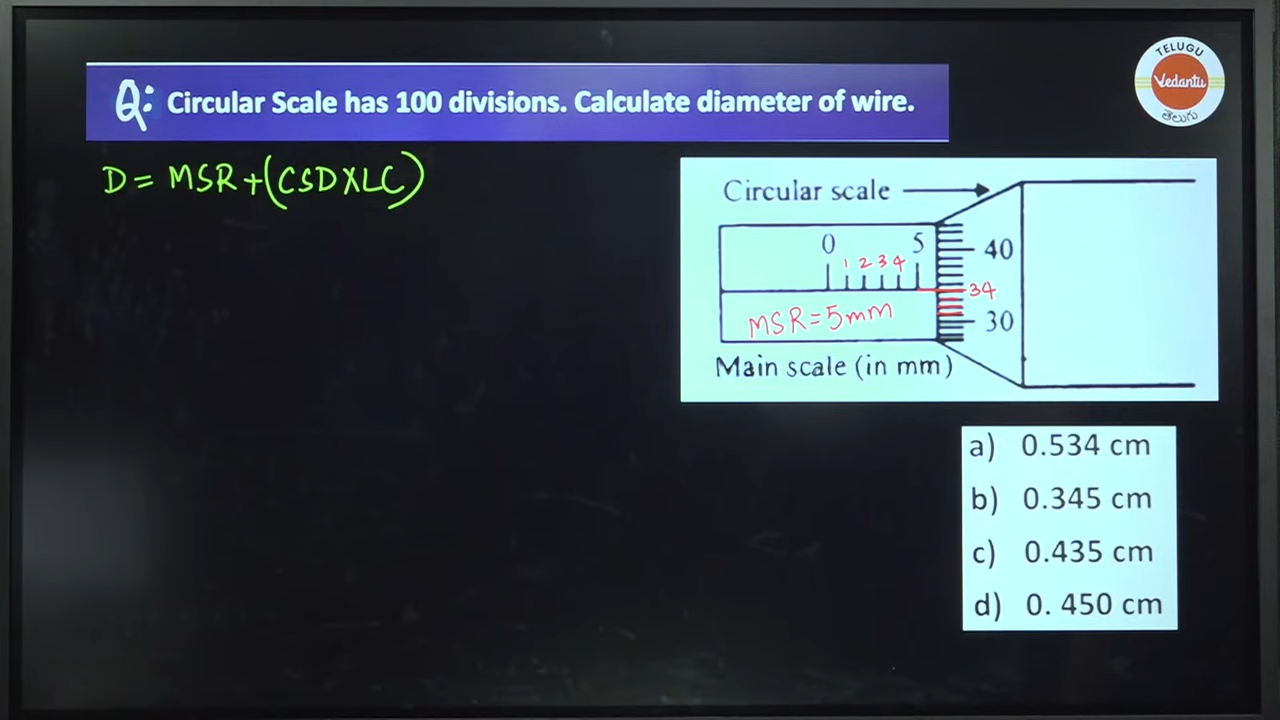 TELUGU
Vedantu
తెలుగు
Q: Circular Scale has 100 divisions. Calculate diameter of wire.
D = MSR+(CSD×LC)
Circular scale
0 5
1 2 3 4
40
34
30
MSR=5mm
Main scale (in mm)
a) 0.534 cm
b) 0.345 cm
c) 0.435 cm
d) 0. 450 cm